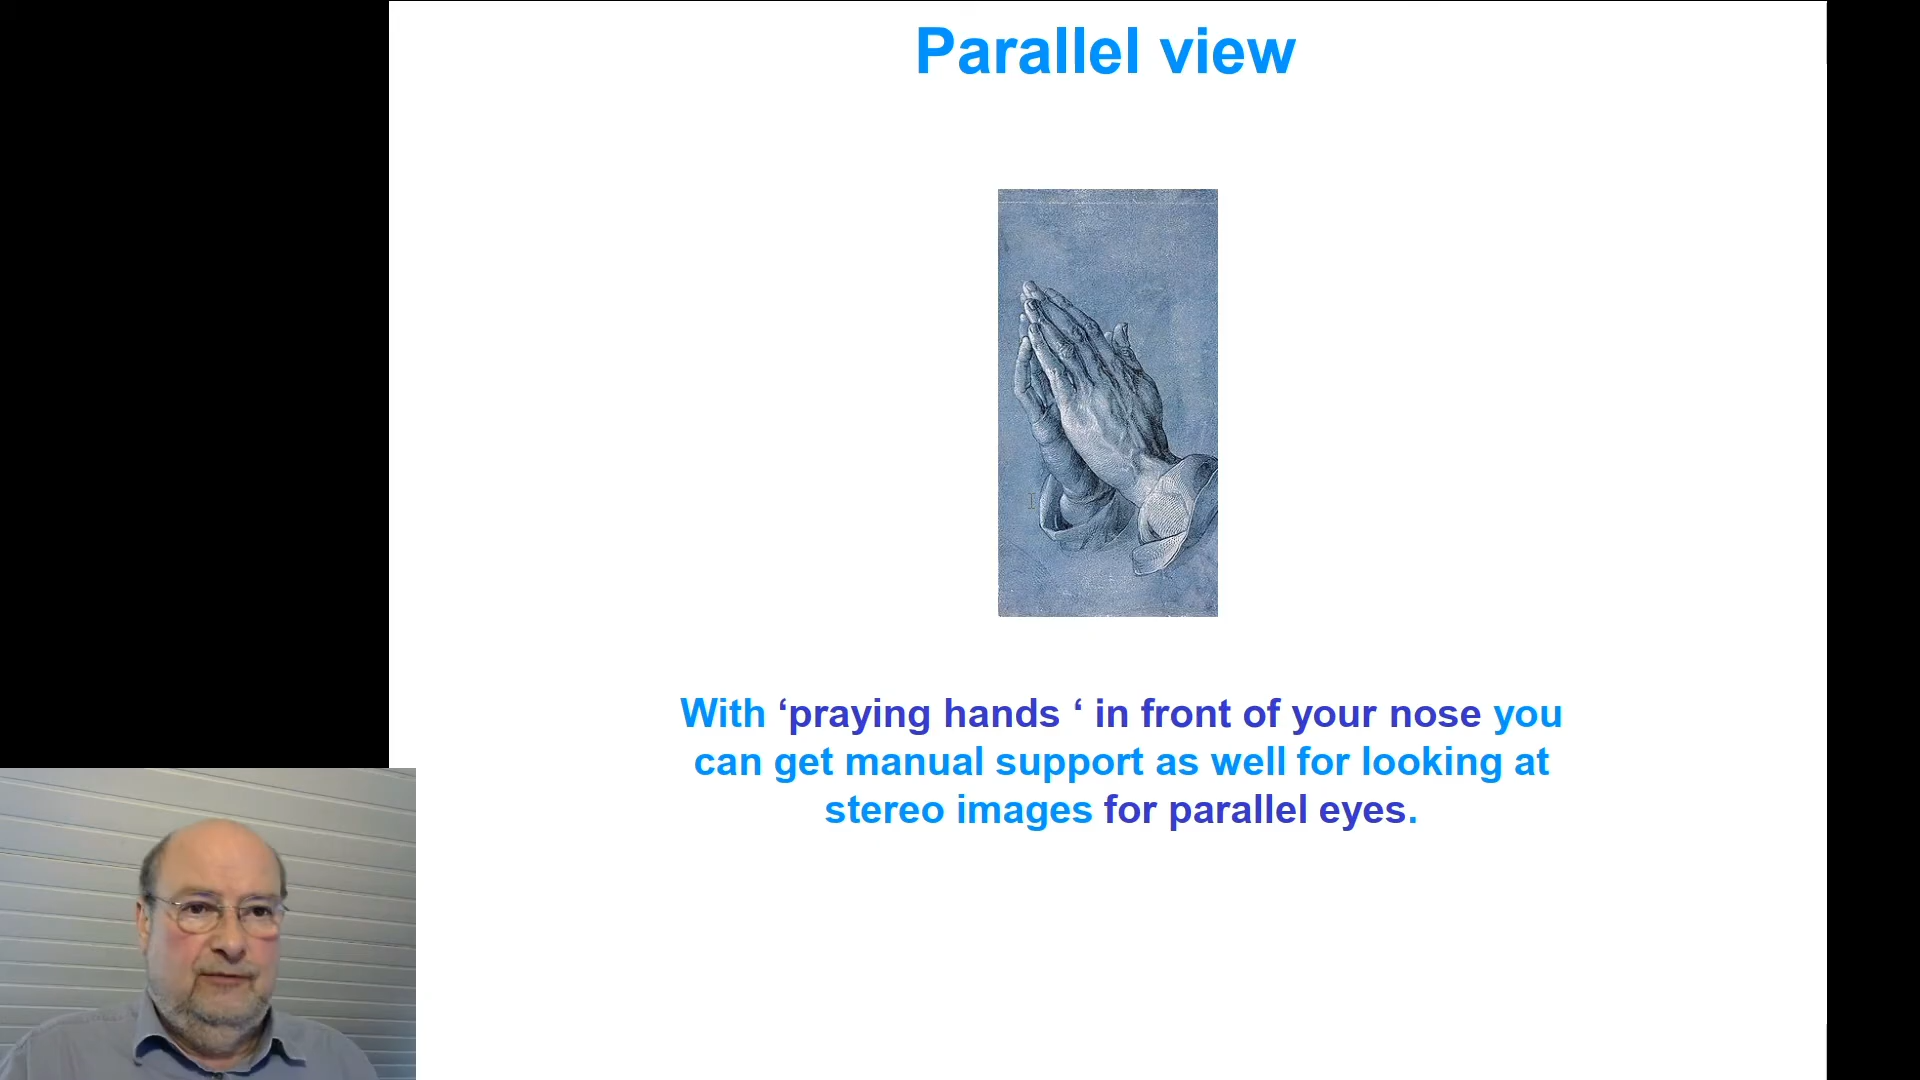 Parallel view
With ‘praying hands ‘ in front of your nose you
can get manual support as well for looking at
stereo images for parallel eyes.